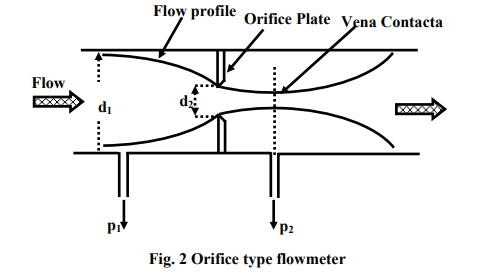 Flow profile
Orifice Plate
Vena Contacta
Flow
d₁
d₂
p₁
p₂
Fig. 2 Orifice type flowmeter